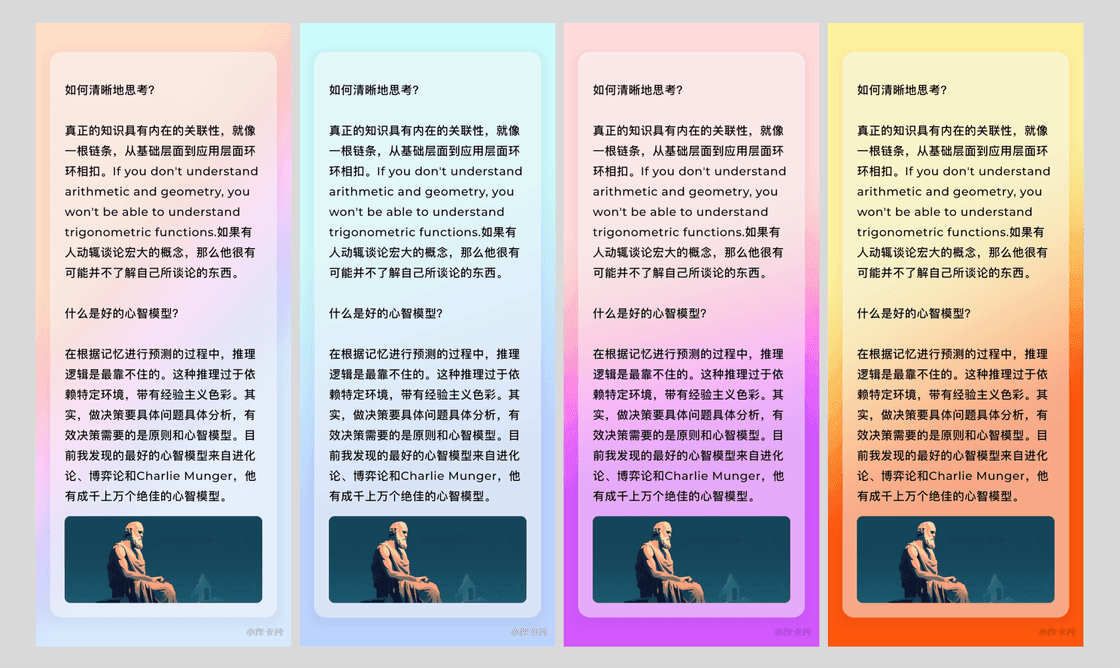 如何清晰地思考?
真正的知识具有内在的关联性，就像
一根链条，从基础层面到应用层面环
环相扣。If you don't understand
arithmetic and geometry, you
won't be able to understand
trigonometric functions.如果有
人动辄谈论宏大的概念，那么他很有
可能并不了解自己所谈论的东西。
什么是好的心智模型?
在根据记忆进行预测的过程中，推理
逻辑是最靠不住的。这种推理过于依
赖特定环境，带有经验主义色彩。其
实，做决策要具体问题具体分析，有
效决策需要的是原则和心智模型。目
前我发现的最好的心智模型来自进化
论、博弈论和Charlie Munger，他
有成千上万个绝佳的心智模型。
小作卡片
如何清晰地思考?
真正的知识具有内在的关联性，就像
一根链条，从基础层面到应用层面环
环相扣。If you don't understand
arithmetic and geometry, you
won't be able to understand
trigonometric functions.如果有
人动辄谈论宏大的概念，那么他很有
可能并不了解自己所谈论的东西。
什么是好的心智模型?
在根据记忆进行预测的过程中，推理
逻辑是最靠不住的。这种推理过于依
赖特定环境，带有经验主义色彩。其
实，做决策要具体问题具体分析，有
效决策需要的是原则和心智模型。目
前我发现的最好的心智模型来自进化
论、博弈论和Charlie Munger，他
有成千上万个绝佳的心智模型。
小作卡片
如何清晰地思考?
真正的知识具有内在的关联性，就像
一根链条，从基础层面到应用层面环
环相扣。If you don't understand
arithmetic and geometry, you
won't be able to understand
trigonometric functions.如果有
人动辄谈论宏大的概念，那么他很有
可能并不了解自己所谈论的东西。
什么是好的心智模型?
在根据记忆进行预测的过程中，推理
逻辑是最靠不住的。这种推理过于依
赖特定环境，带有经验主义色彩。其
实，做决策要具体问题具体分析，有
效决策需要的是原则和心智模型。目
前我发现的最好的心智模型来自进化
论、博弈论和Charlie Munger，他
有成千上万个绝佳的心智模型。
小作卡片
如何清晰地思考?
真正的知识具有内在的关联性，就像
一根链条，从基础层面到应用层面环
环相扣。If you don't understand
arithmetic and geometry, you
won't be able to understand
trigonometric functions.如果有
人动辄谈论宏大的概念，那么他很有
可能并不了解自己所谈论的东西。
什么是好的心智模型?
在根据记忆进行预测的过程中，推理
逻辑是最靠不住的。这种推理过于依
赖特定环境，带有经验主义色彩。其
实，做决策要具体问题具体分析，有
效决策需要的是原则和心智模型。目
前我发现的最好的心智模型来自进化
论、博弈论和Charlie Munger，他
有成千上万个绝佳的心智模型。
小作卡片